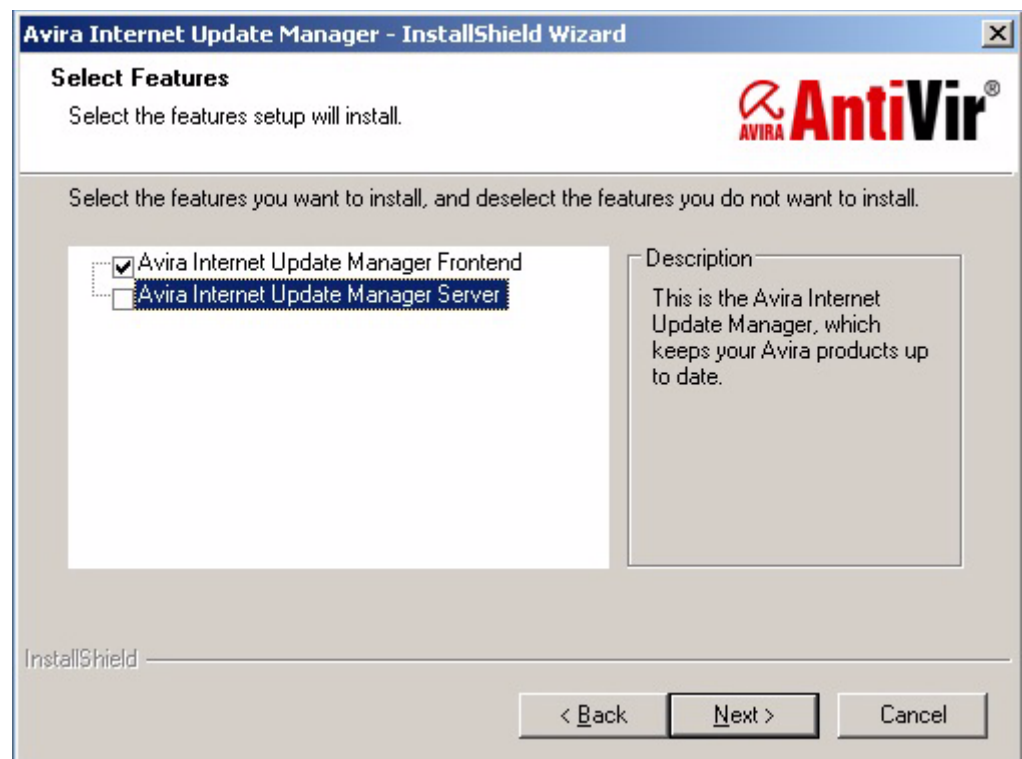 Avira Internet Update Manager - InstallShield Wizard
Select Features
Select the features setup will install.
AVIRA AntiVir®
Select the features you want to install, and deselect the features you do not want to install.
Avira Internet Update Manager Frontend
Avira Internet Update Manager Server
Description
This is the Avira Internet
Update Manager, which
keeps your Avira products up
to date.
InstallShield
< Back
Next >
Cancel